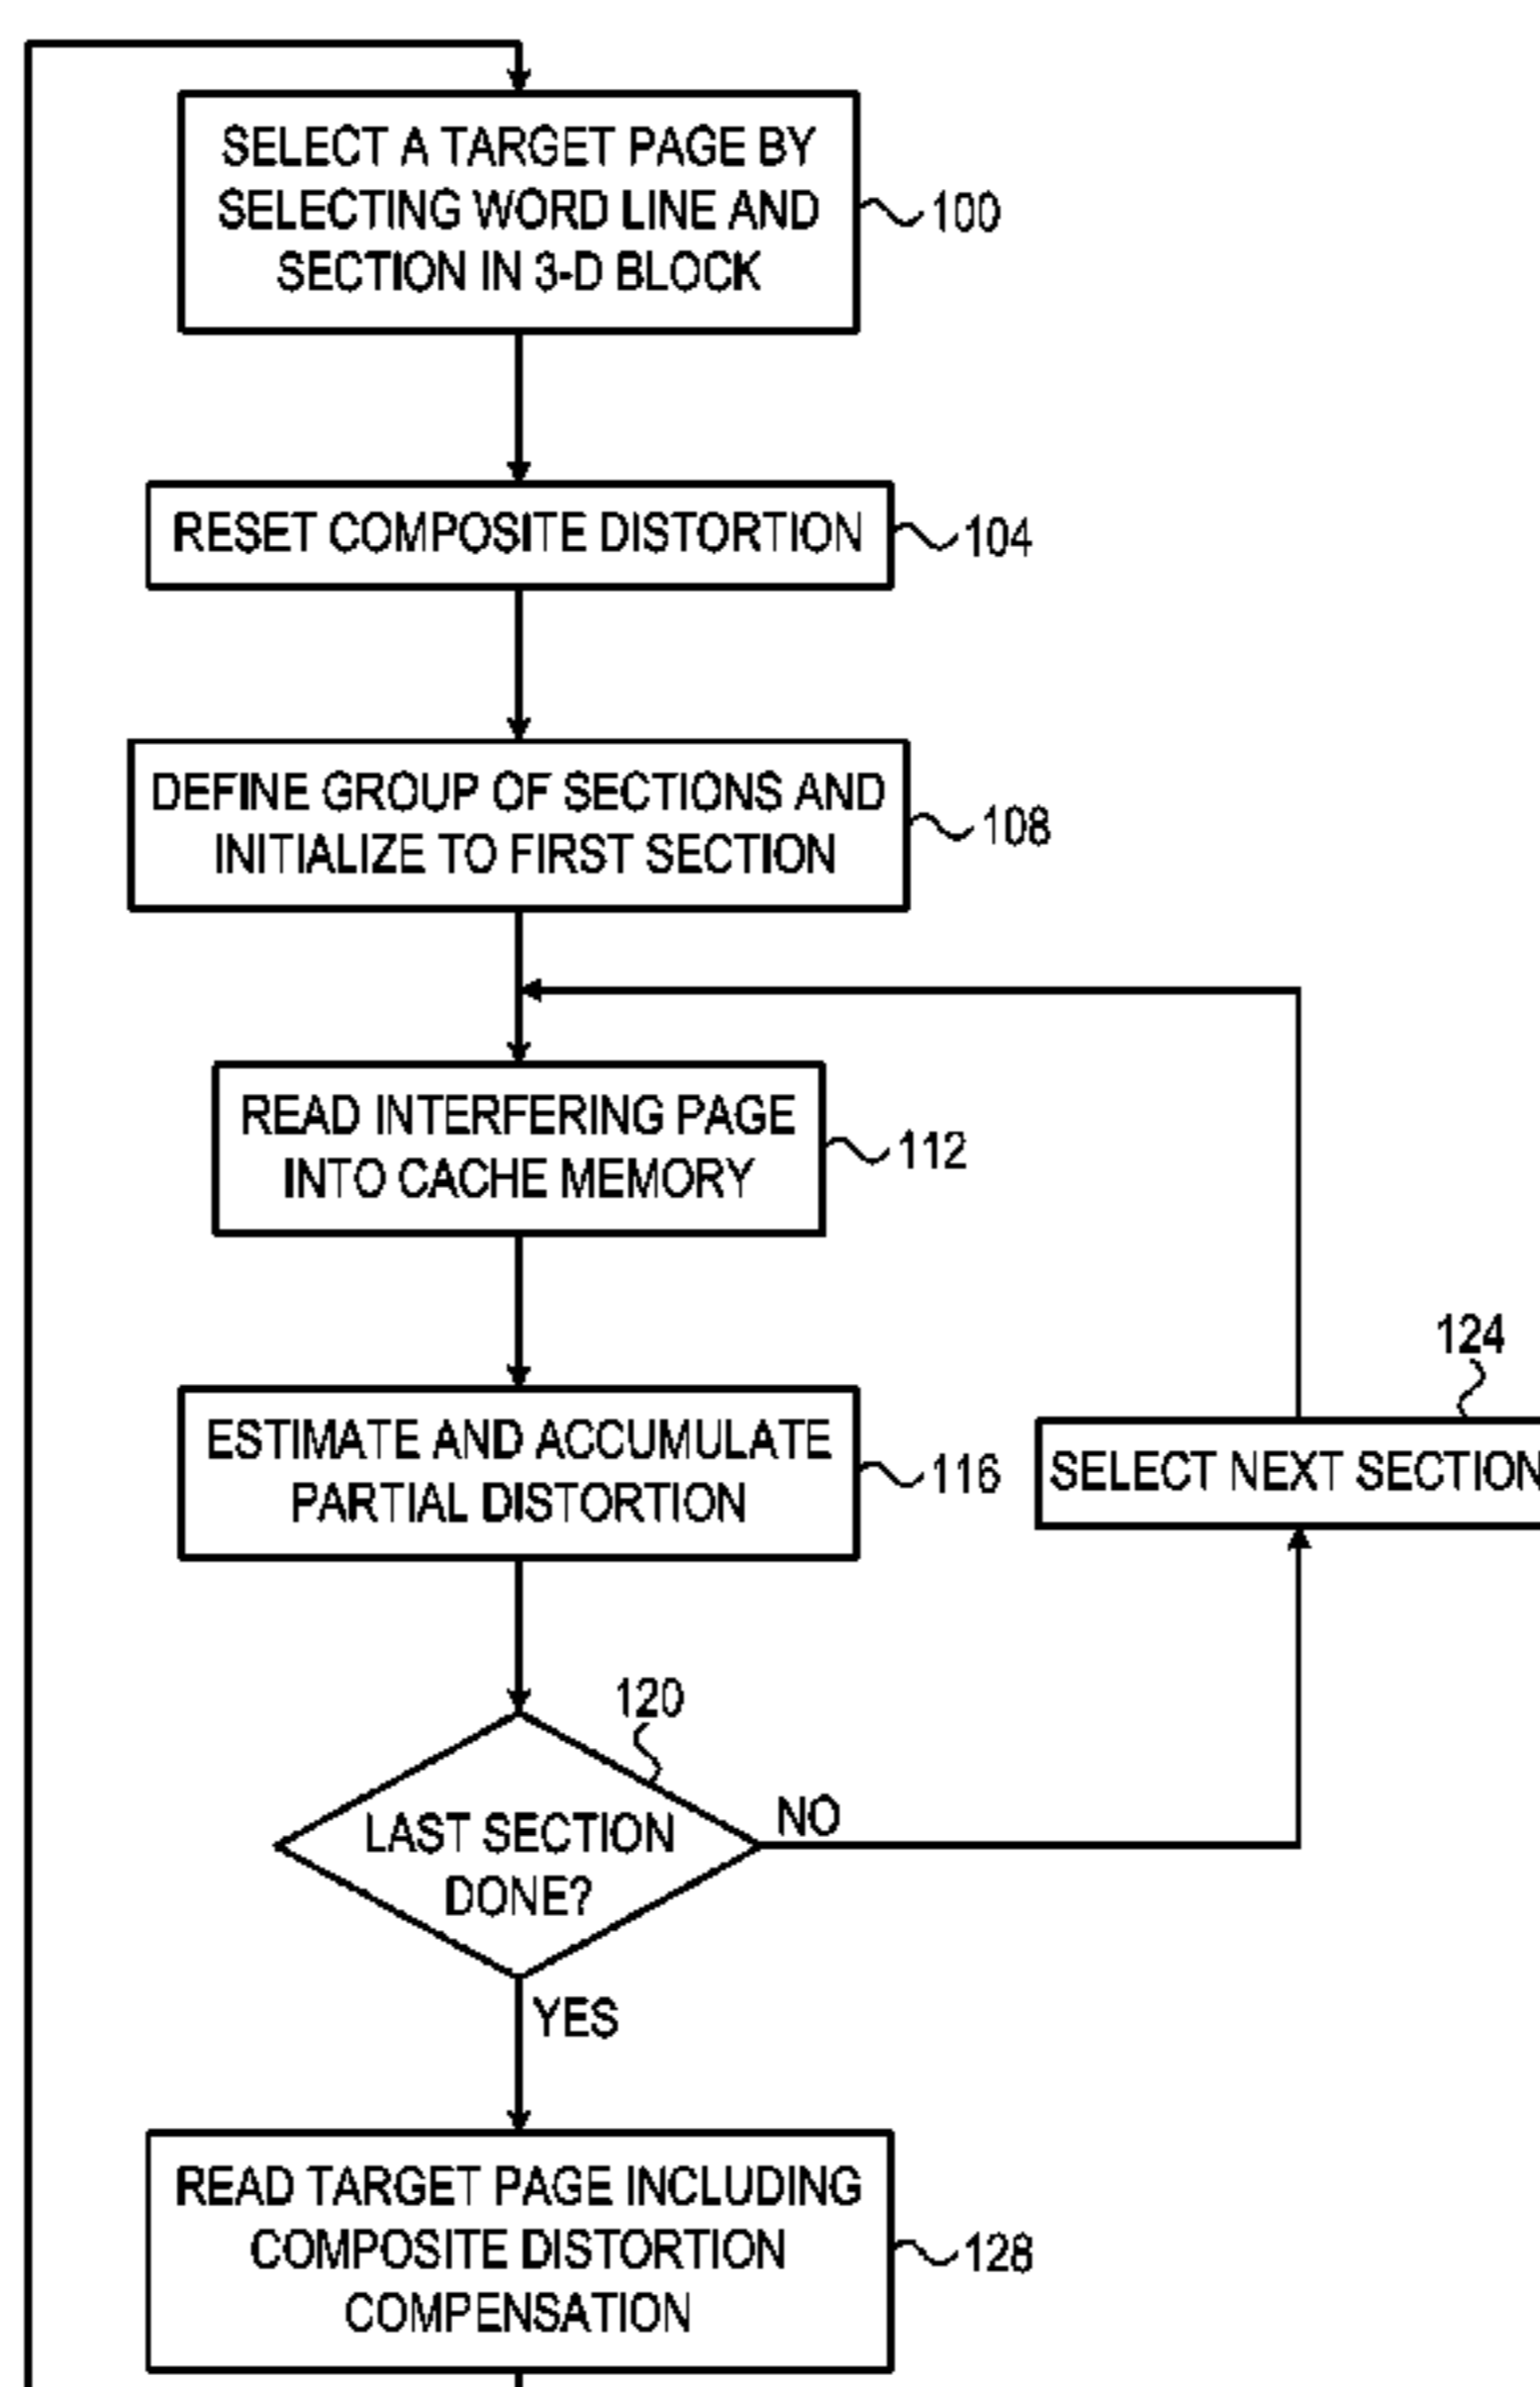 SELECT A TARGET PAGE BY
SELECTING WORD LINE AND
SECTION IN 3-D BLOCK
100
RESET COMPOSITE DISTORTION
104
DEFINE GROUP OF SECTIONS AND
INITIALIZE TO FIRST SECTION
108
READ INTERFERING PAGE
INTO CACHE MEMORY
112
124
ESTIMATE AND ACCUMULATE
PARTIAL DISTORTION
116
SELECT NEXT SECTION
120
LAST SECTION
DONE?
NO
YES
READ TARGET PAGE INCLUDING
COMPOSITE DISTORTION
COMPENSATION
128